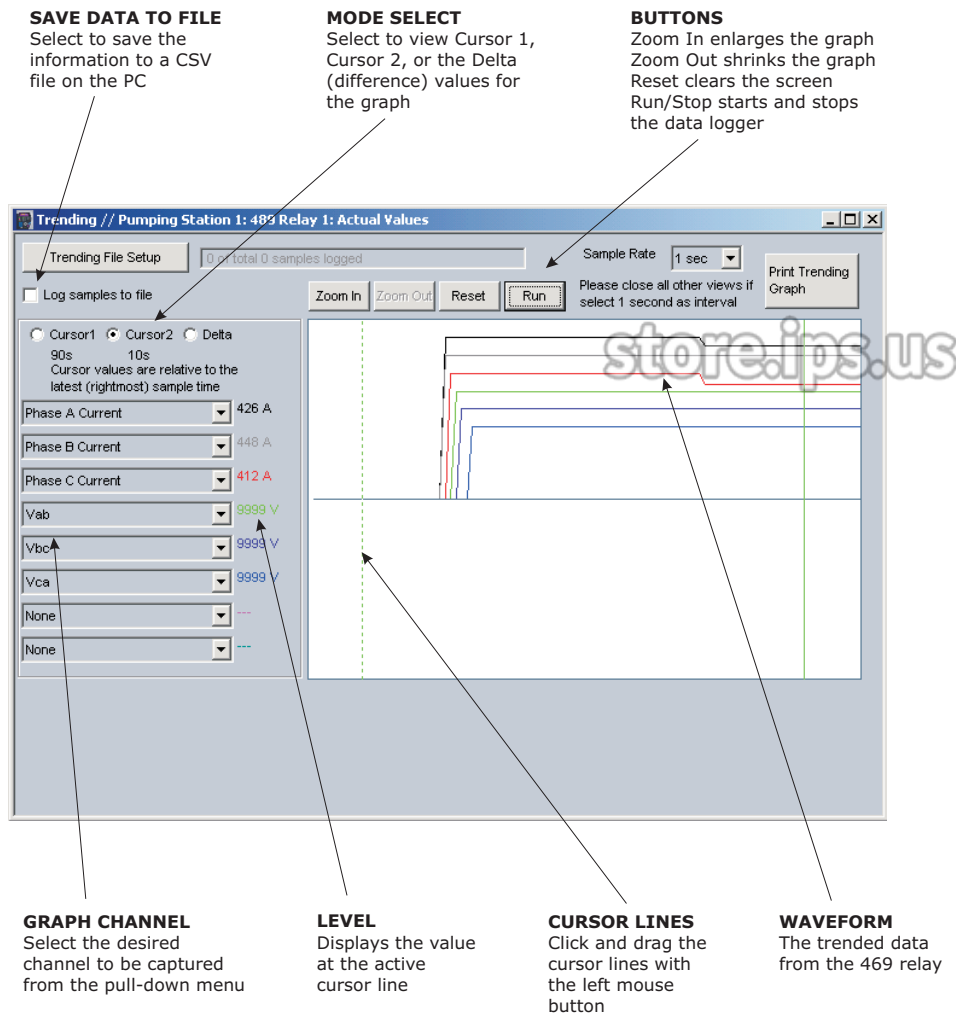 SAVE DATA TO FILE
Select to save the
information to a CSV
file on the PC
MODE SELECT
Select to view Cursor 1,
Cursor 2, or the Delta
(difference) values for
the graph
BUTTONS
Zoom In enlarges the graph
Zoom Out shrinks the graph
Reset clears the screen
Run/Stop starts and stops
the data logger
Trending // Pumping Station 1: 489 Relay 1: Actual Values
Trending File Setup
0 of total 0 samples logged
Sample Rate
1 sec
Print Trending
Graph
Log samples to file
Zoom In
Zoom Out
Reset
Run
Please close all other views if
select 1 second as interval
Cursor1
Cursor2
Delta
90s
10s
Cursor values are relative to the
latest (rightmost) sample time
Phase A Current
426 A
Phase B Current
448 A
Phase C Current
412 A
Vab
9999 V
Vbc
9999 V
Vca
9999 V
None
---
None
---
store.ips.us
GRAPH CHANNEL
Select the desired
channel to be captured
from the pull-down menu
LEVEL
Displays the value
at the active
cursor line
CURSOR LINES
Click and drag the
cursor lines with
the left mouse
button
WAVEFORM
The trended data
from the 469 relay